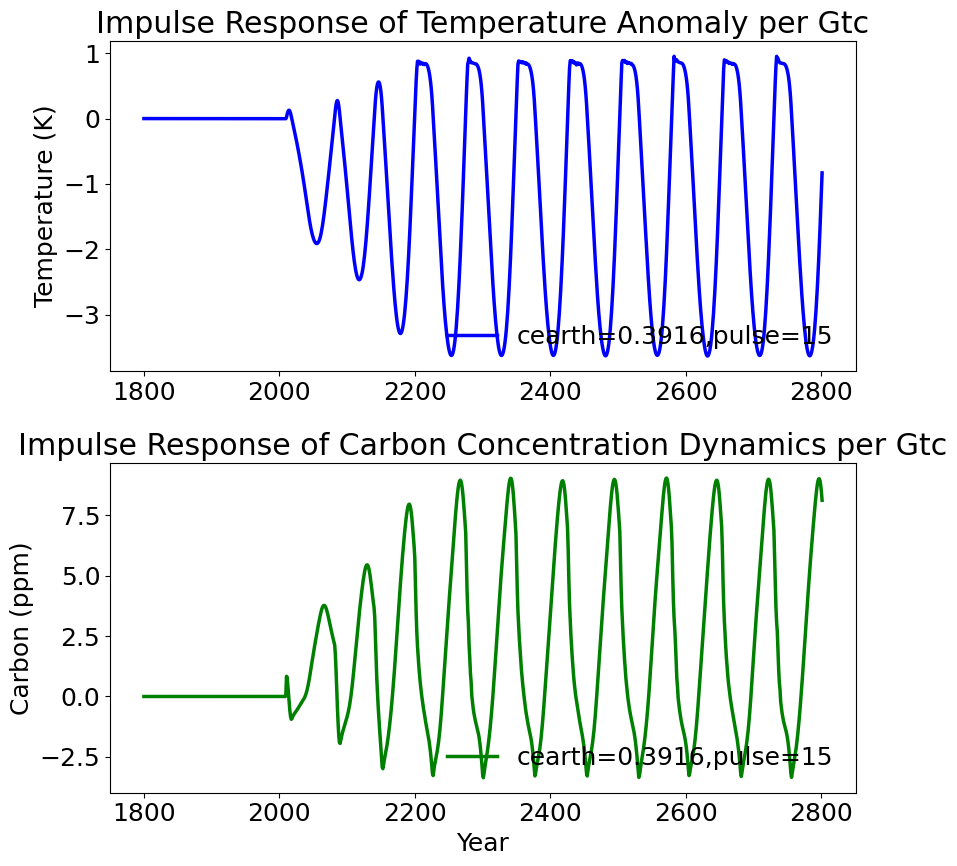 Impulse Response of Temperature Anomaly per Gtc
1
0
−1
−2
−3
Temperature (K)
cearth=0.3916,pulse=15
1800 2000 2200 2400 2600 2800
Impulse Response of Carbon Concentration Dynamics per Gtc
7.5
5.0
2.5
0.0
−2.5
Carbon (ppm)
cearth=0.3916,pulse=15
1800 2000 2200 2400 2600 2800
Year